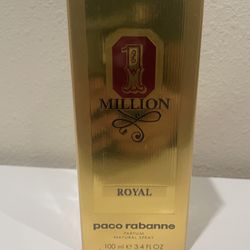 1
MILLION
ROYAL
paco rabanne
PARFUM
NATURAL SPRAY
100 ml e 3.4 FL OZ